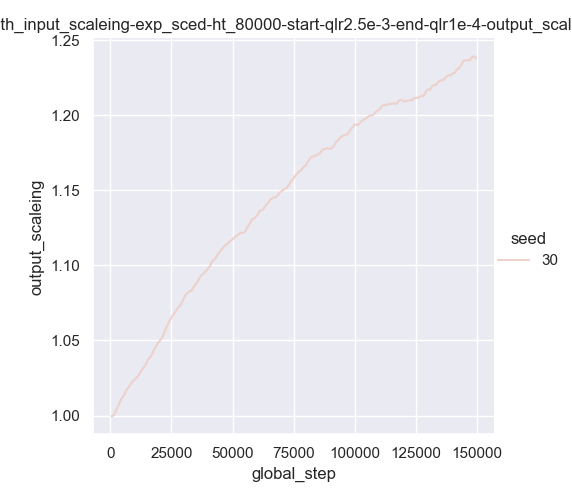 th_input_scaleing-exp_sced-ht_80000-start-qlr2.5e-3-end-qlr1e-4-output_scal
1.25
1.20
1.15
1.10
1.05
1.00
output_scaleing
0 25000 50000 75000 100000 125000 150000
global_step
seed
30